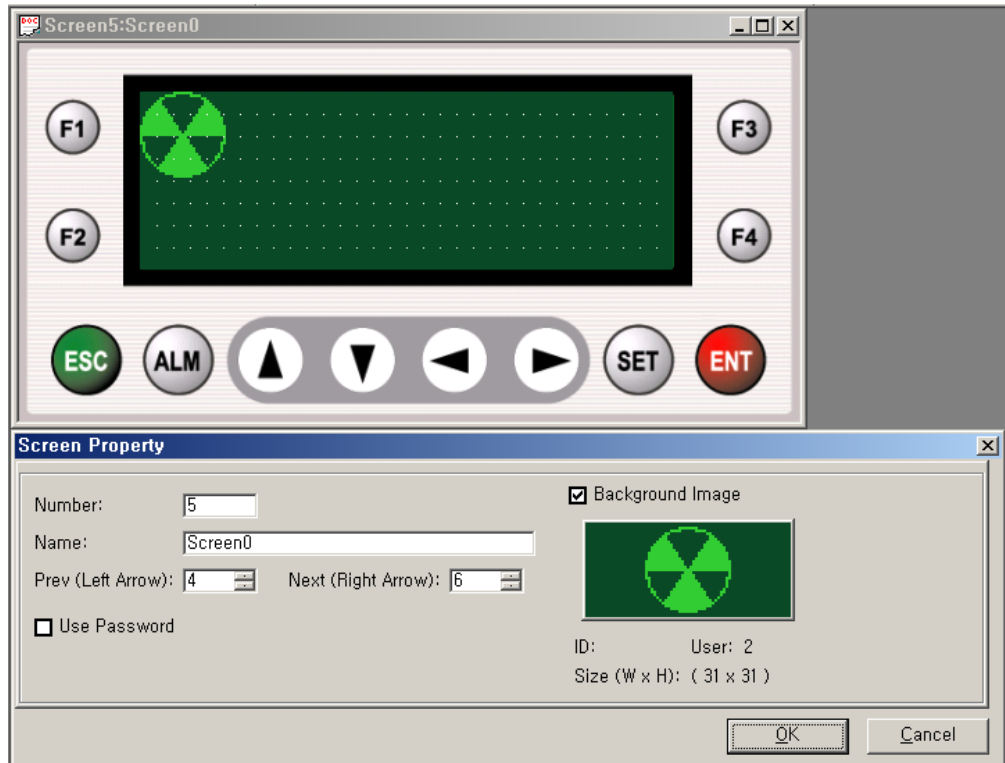 DOC
Screen5:Screen0
F1
F3
F2
F4
ESC ALM SET ENT
Screen Property
Number: 5
Background Image
Name: Screen0
Prev (Left Arrow): 4 Next (Right Arrow): 6
Use Password
ID: User: 2
Size (W x H): ( 31 x 31 )
OK Cancel